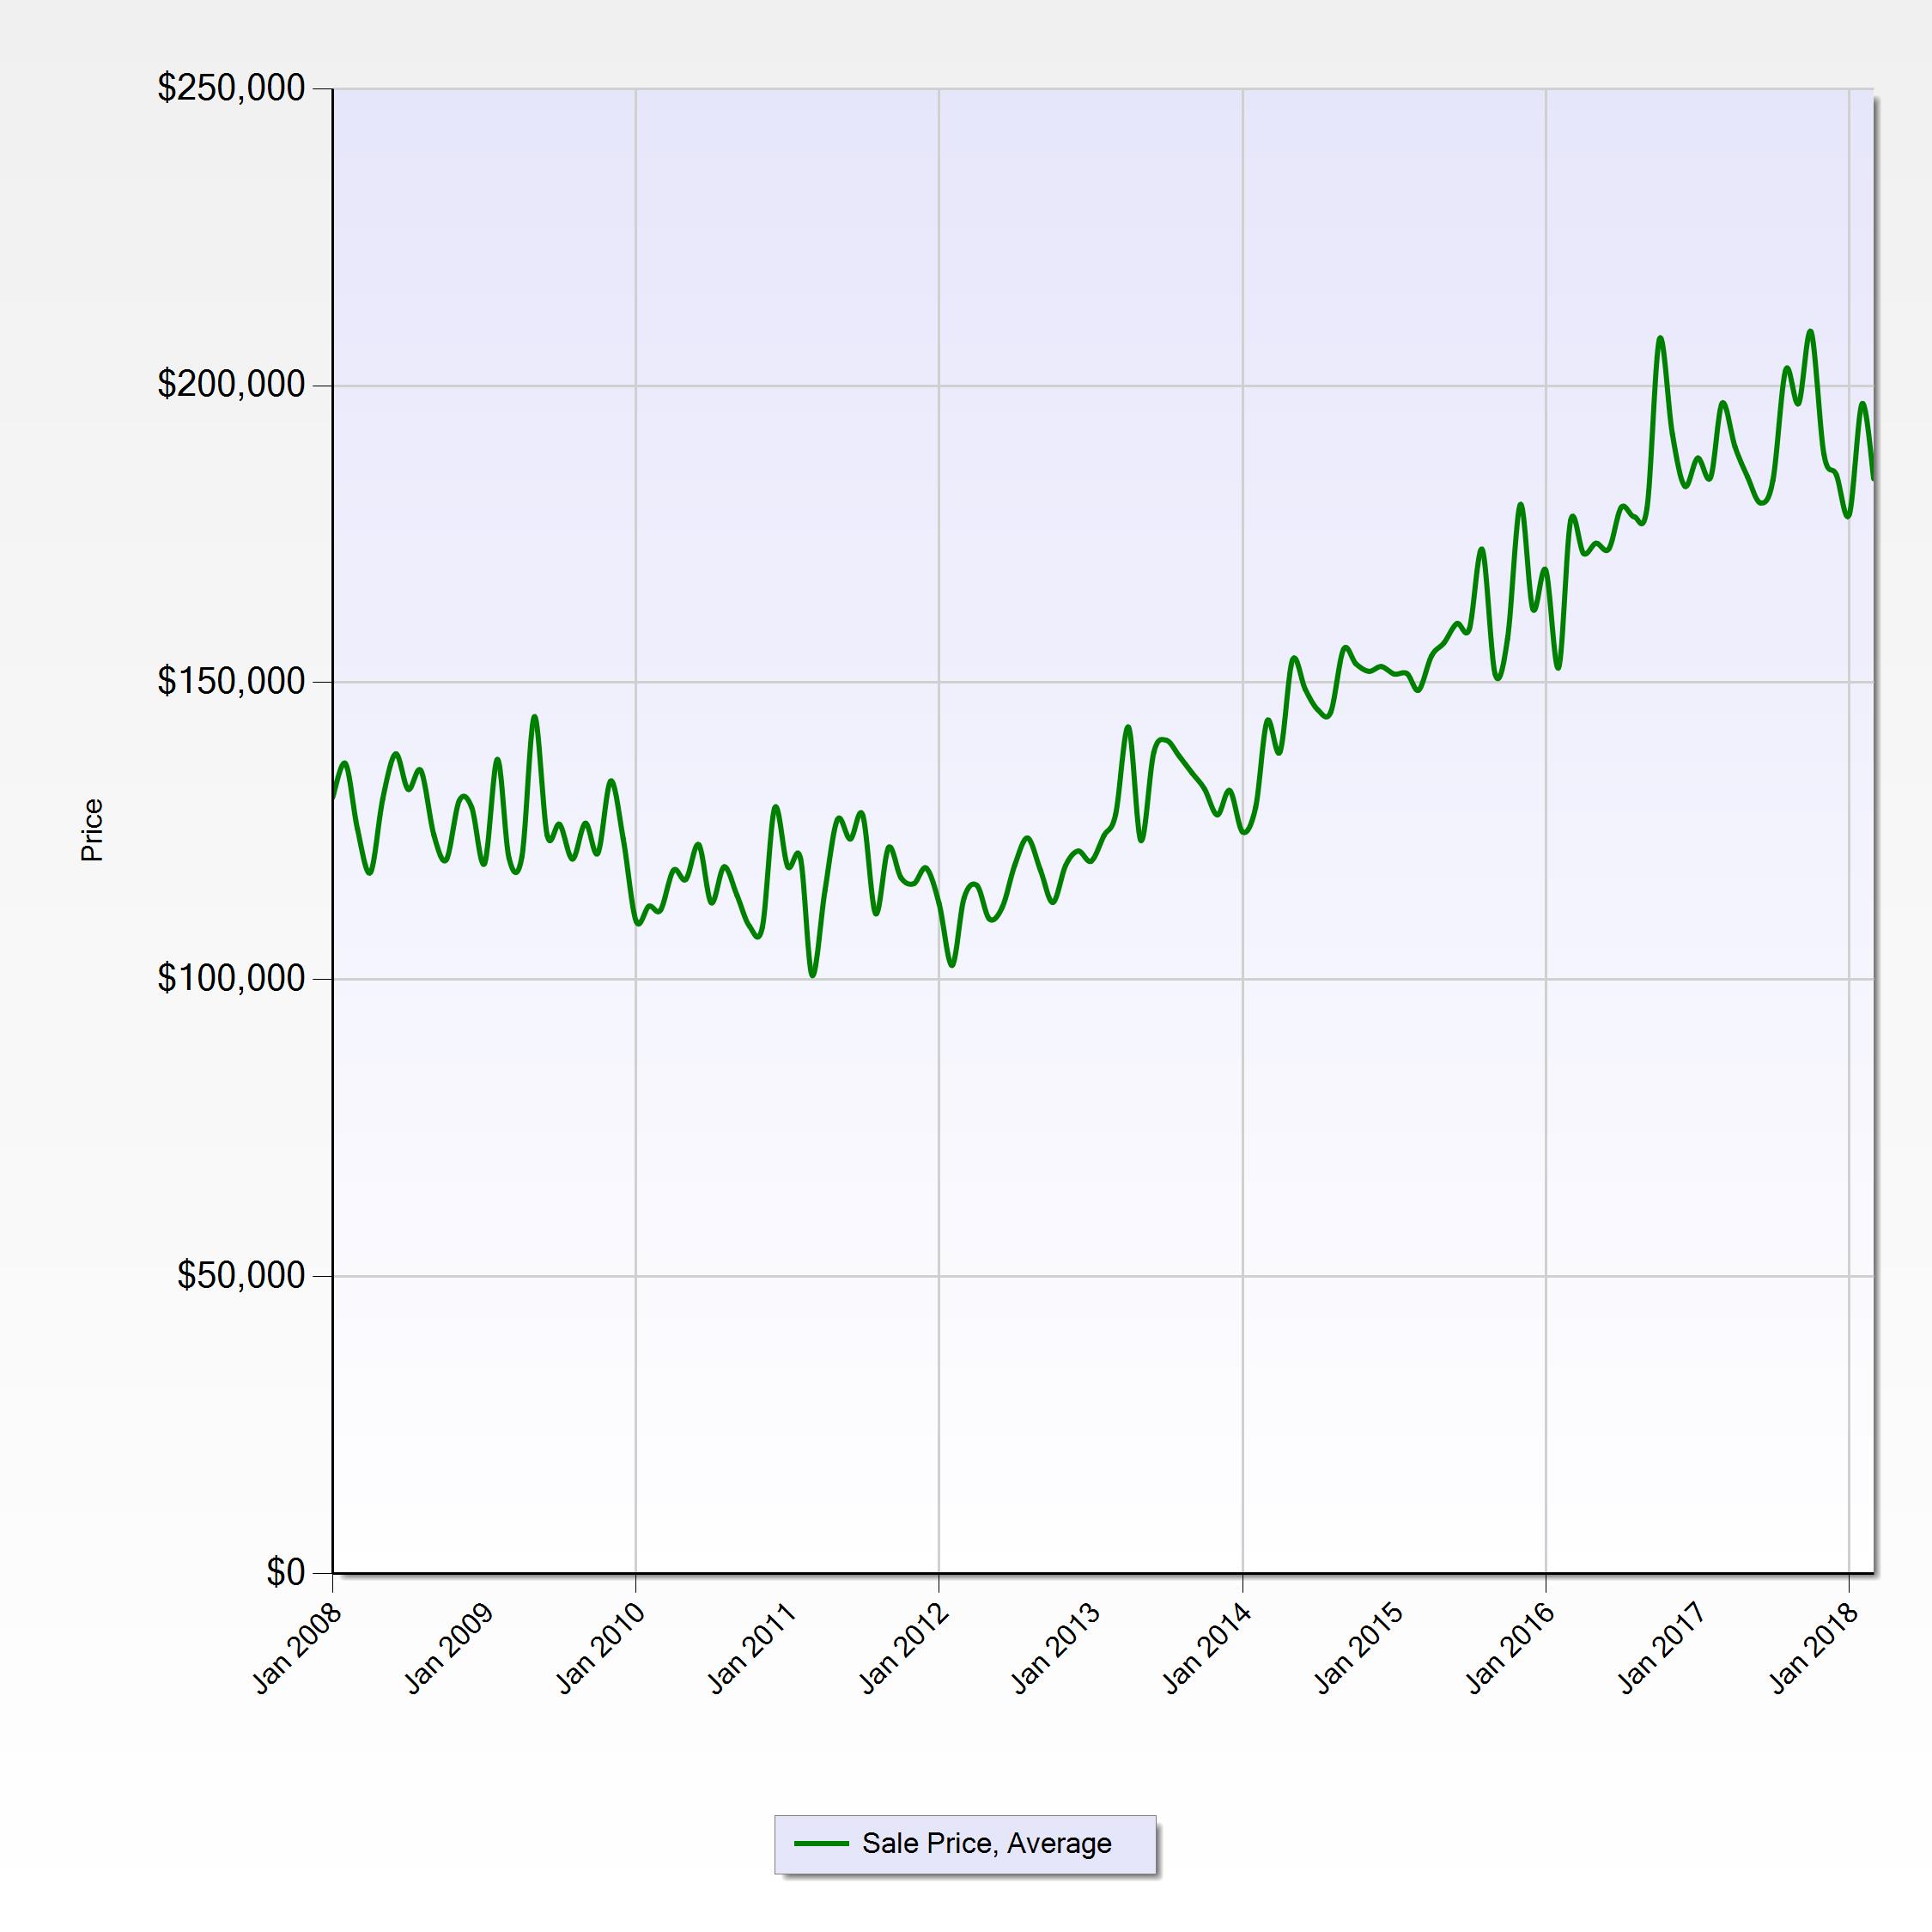 $250,000
$200,000
$150,000
$100,000
$50,000
$0
Price
Jan 2008
Jan 2009
Jan 2010
Jan 2011
Jan 2012
Jan 2013
Jan 2014
Jan 2015
Jan 2016
Jan 2017
Jan 2018
Sale Price, Average